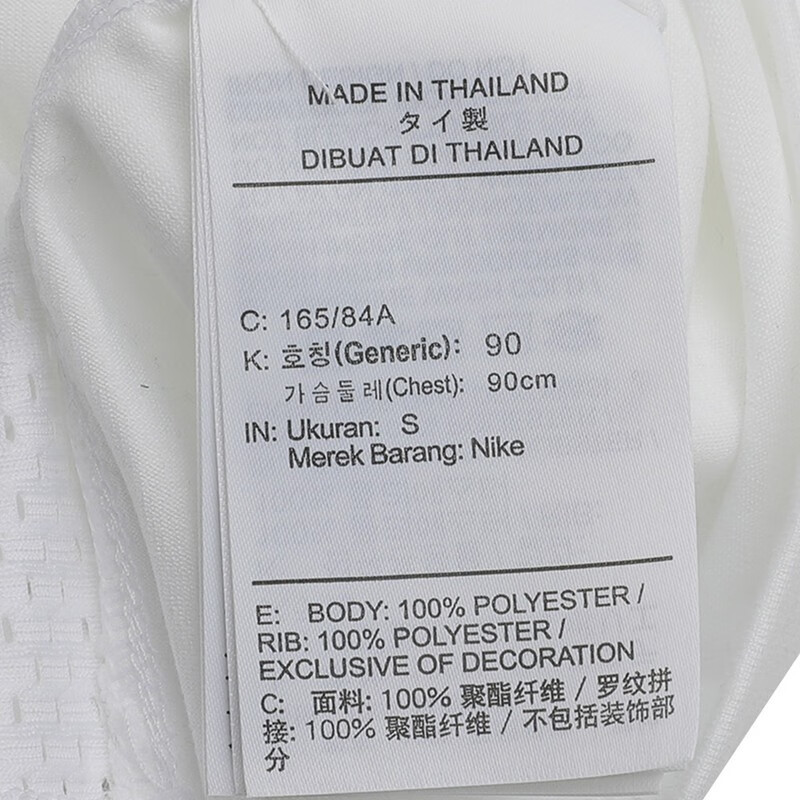 MADE IN THAILAND
タイ製
DIBUAT DI THAILAND
C: 165/84A
K: 호칭(Generic): 90
가슴둘레(Chest): 90cm
IN: Ukuran: S
Merek Barang: Nike
E: BODY: 100% POLYESTER /
RIB: 100% POLYESTER /
EXCLUSIVE OF DECORATION
C: 面料: 100% 聚酯纤维 / 罗纹拼
接: 100% 聚酯纤维 / 不包括装饰部
分